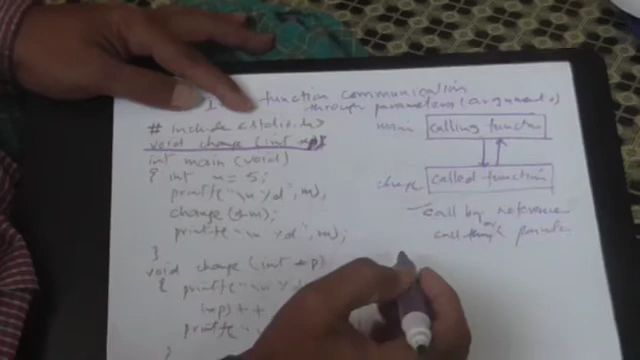 I function communication
through parameters (arguments)
# include <stdio.h>
void change (int *p);
int main (void)
{ int m = 5;
printf("\n %d", m);
change (&m);
printf("\n %d", m);
}
void change (int *p)
{ printf("\n %d
(*p)++
printf(
}
main calling function
change called function
call by reference
or
call pointer